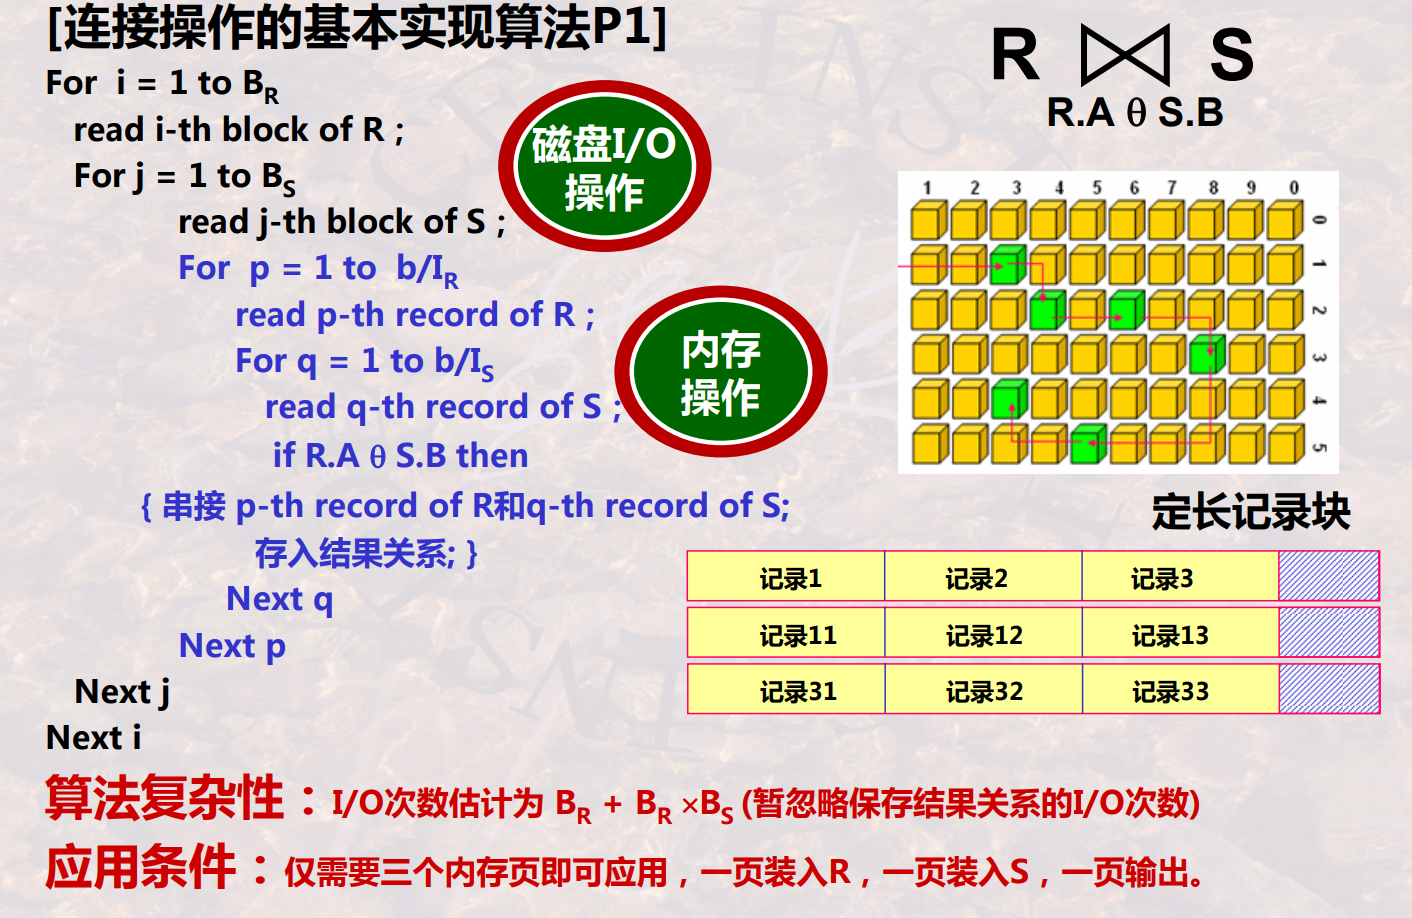 [连接操作的基本实现算法P1]
For i = 1 to BR
read i-th block of R ;
For j = 1 to BS
read j-th block of S ;
For p = 1 to b/IR
read p-th record of R ;
For q = 1 to b/IS
read q-th record of S ;
if R.A θ S.B then
{ 串接 p-th record of R和q-th record of S;
存入结果关系; }
Next q
Next p
Next j
Next i
磁盘I/O
操作
内存
操作
R ⋈ S
R.A θ S.B
1 2 3 4 5 6 7 8 9 0
0
1
2
3
4
5
定长记录块
记录1 记录2 记录3
记录11 记录12 记录13
记录31 记录32 记录33
算法复杂性：I/O次数估计为 BR + BR ×BS (暂忽略保存结果关系的I/O次数)
应用条件：仅需要三个内存页即可应用，一页装入R，一页装入S，一页输出。